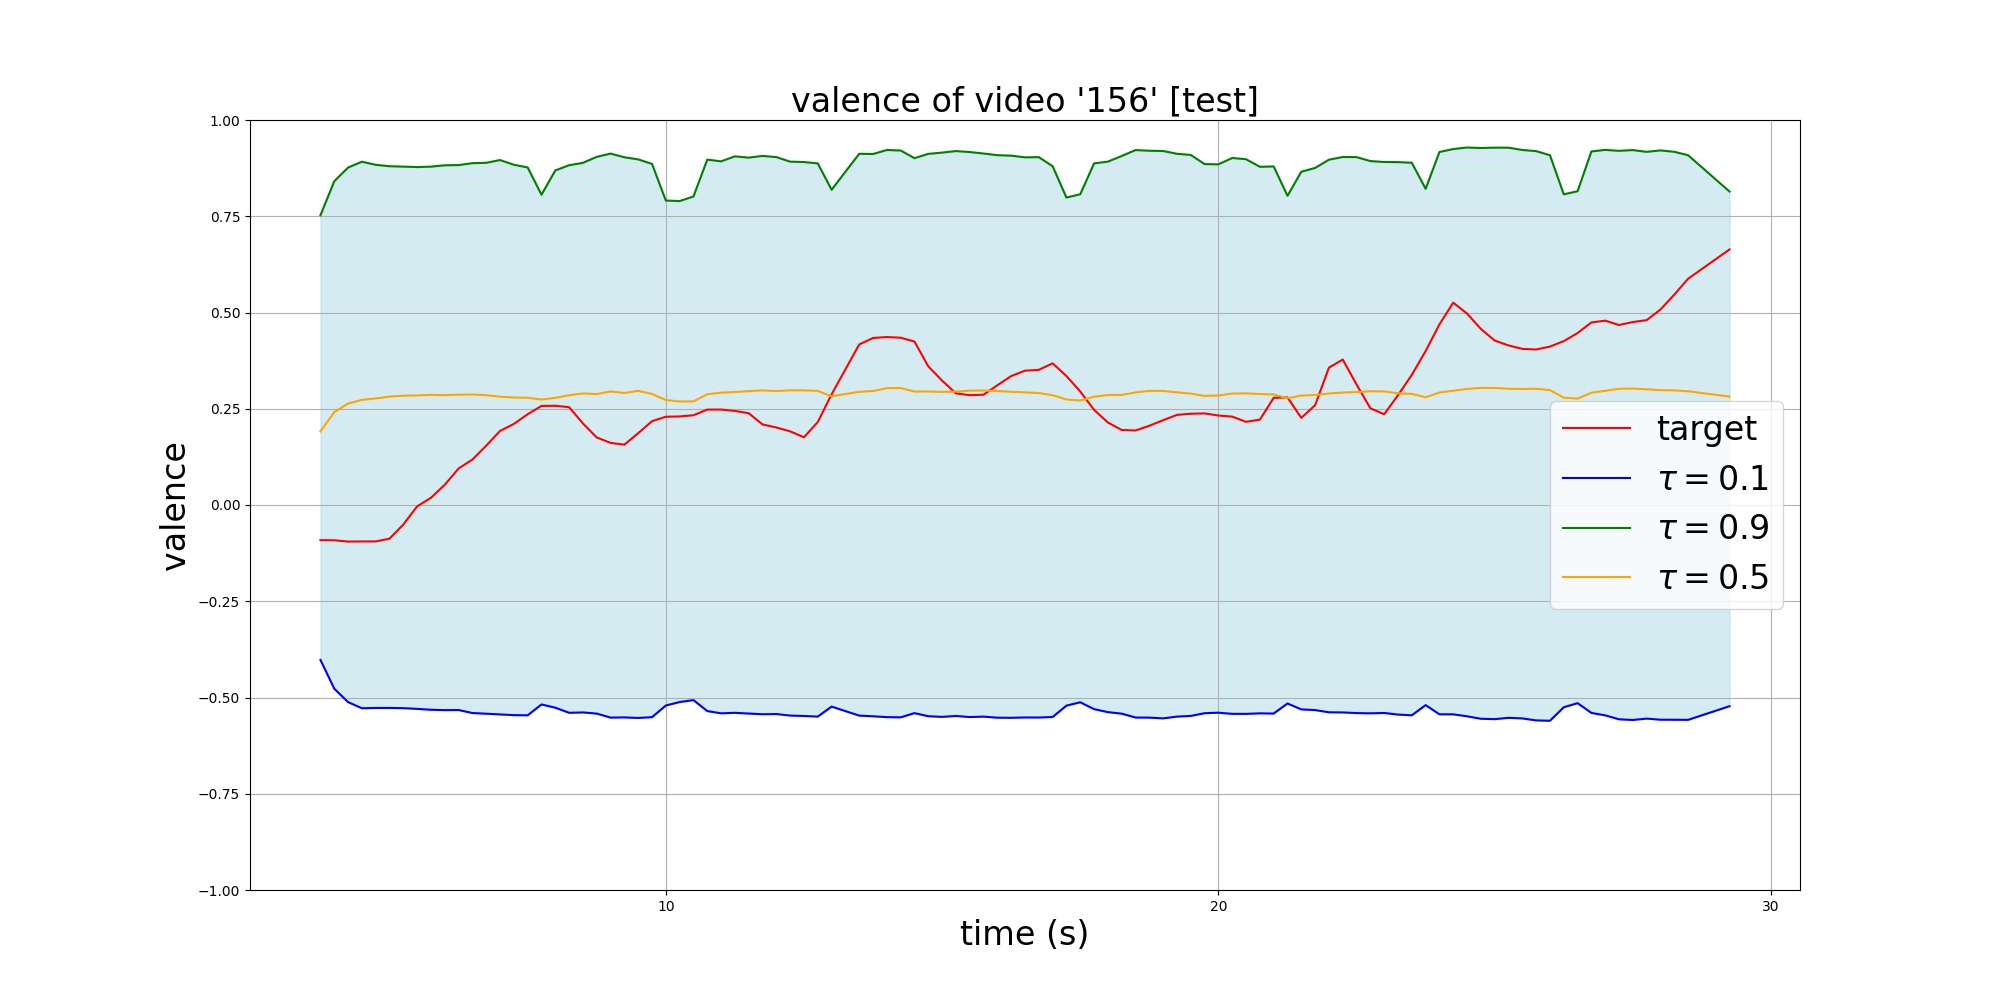 valence of video '156' [test]
1.00
0.75
0.50
0.25
0.00
−0.25
−0.50
−0.75
−1.00
valence
10
20
30
time (s)
target
τ = 0.1
τ = 0.9
τ = 0.5